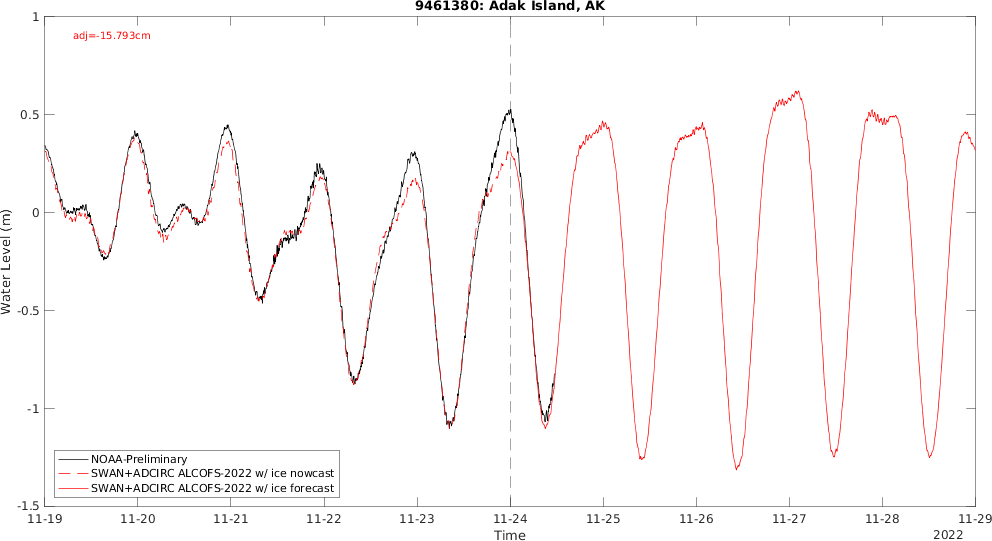 9461380: Adak Island, AK
adj=-15.793cm
Water Level (m)
1
0.5
0
-0.5
-1
-1.5
NOAA-Preliminary
SWAN+ADCIRC ALCOFS-2022 w/ ice nowcast
SWAN+ADCIRC ALCOFS-2022 w/ ice forecast
11-19 11-20 11-21 11-22 11-23 11-24 11-25 11-26 11-27 11-28 11-29
Time
2022